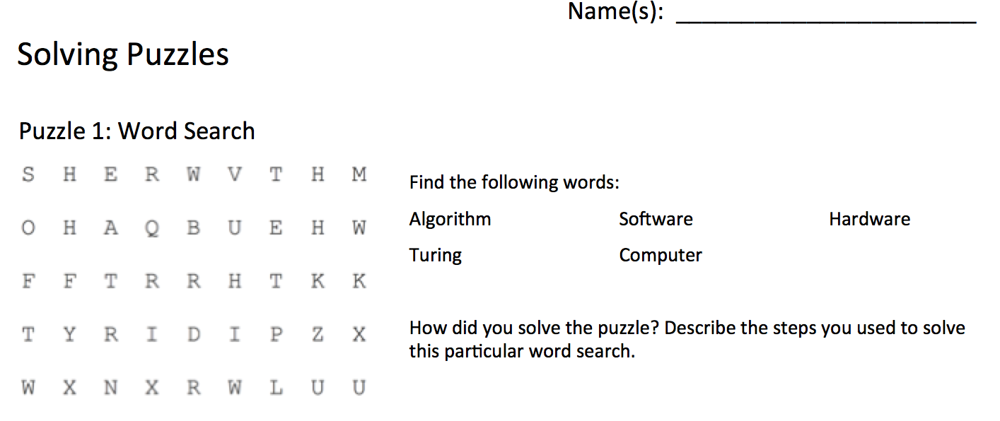 Name(s): ______________________
Solving Puzzles
Puzzle 1: Word Search
S H E R W V T H M
O H A Q B U E H W
F F T R R H T K K
T Y R I D I P Z X
W X N X R W L U U
Find the following words:
Algorithm Software Hardware
Turing Computer
How did you solve the puzzle? Describe the steps you used to solve
this particular word search.